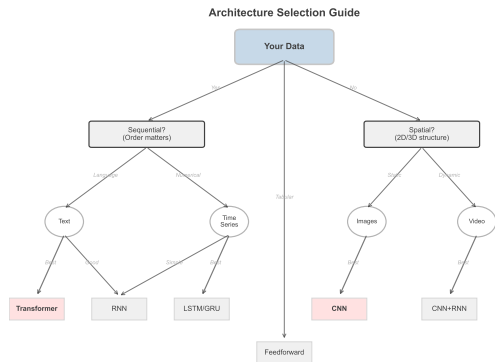 Architecture Selection Guide
Your Data
Yes
No
Sequential?
(Order matters)
Spatial?
(2D/3D structure)
Language
Numerical
Tabular
Static
Dynamic
Text
Time
Series
Images
Video
Best
Good
Simple
Best
Best
Best
Transformer
RNN
LSTM/GRU
CNN
CNN+RNN
Feedforward